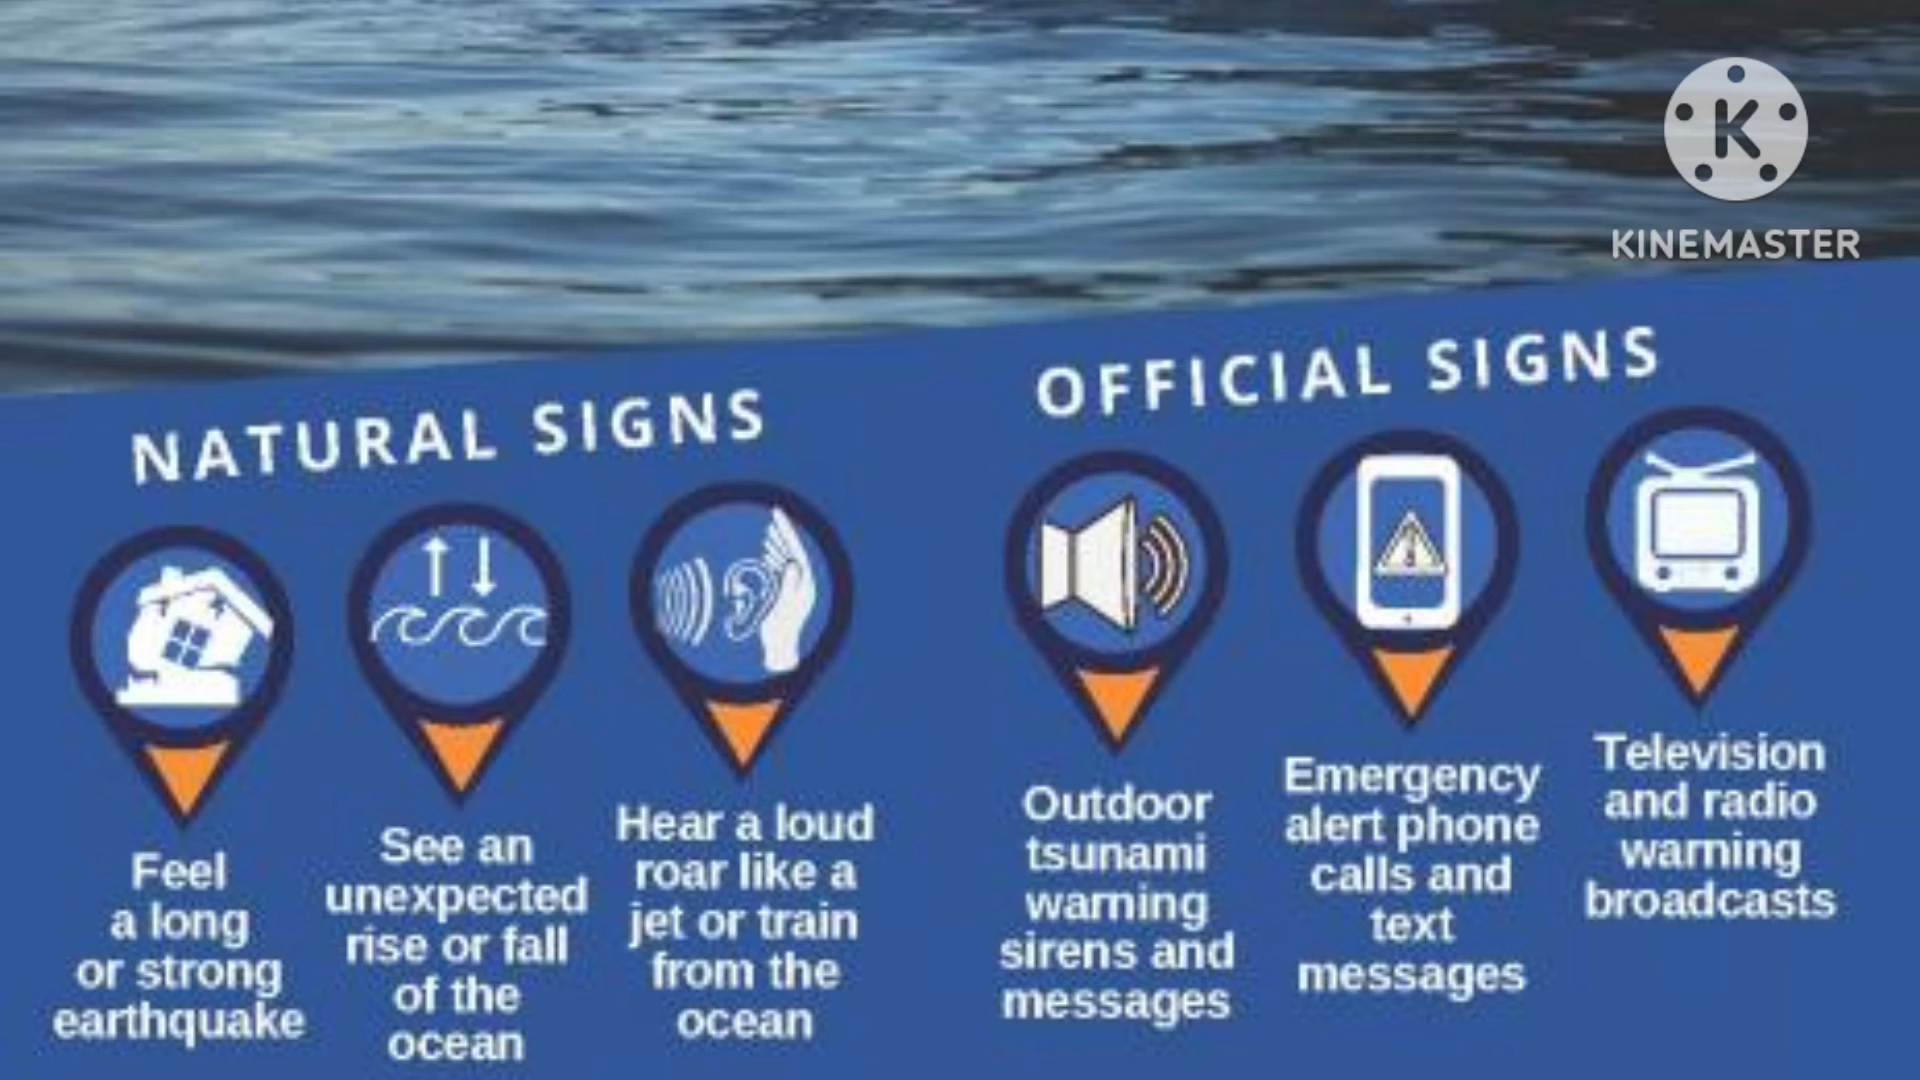 K
KINEMASTER
NATURAL SIGNS
Feel
a long
or strong
earthquake
See an
unexpected
rise or fall
of the
ocean
Hear a loud
roar like a
jet or train
from the
ocean
OFFICIAL SIGNS
Outdoor
tsunami
warning
sirens and
messages
Emergency
alert phone
calls and
text
messages
Television
and radio
warning
broadcasts